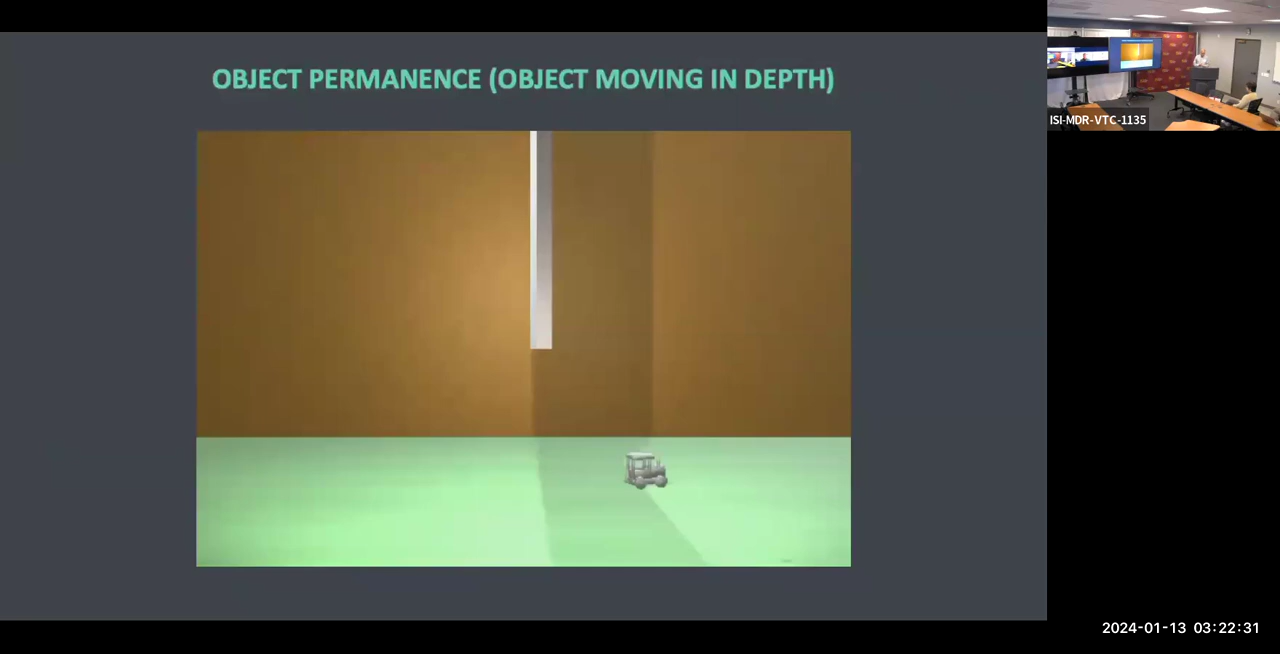 OBJECT PERMANENCE (OBJECT MOVING IN DEPTH)
ISI-MDR-VTC-1135
2024-01-13 03:22:31